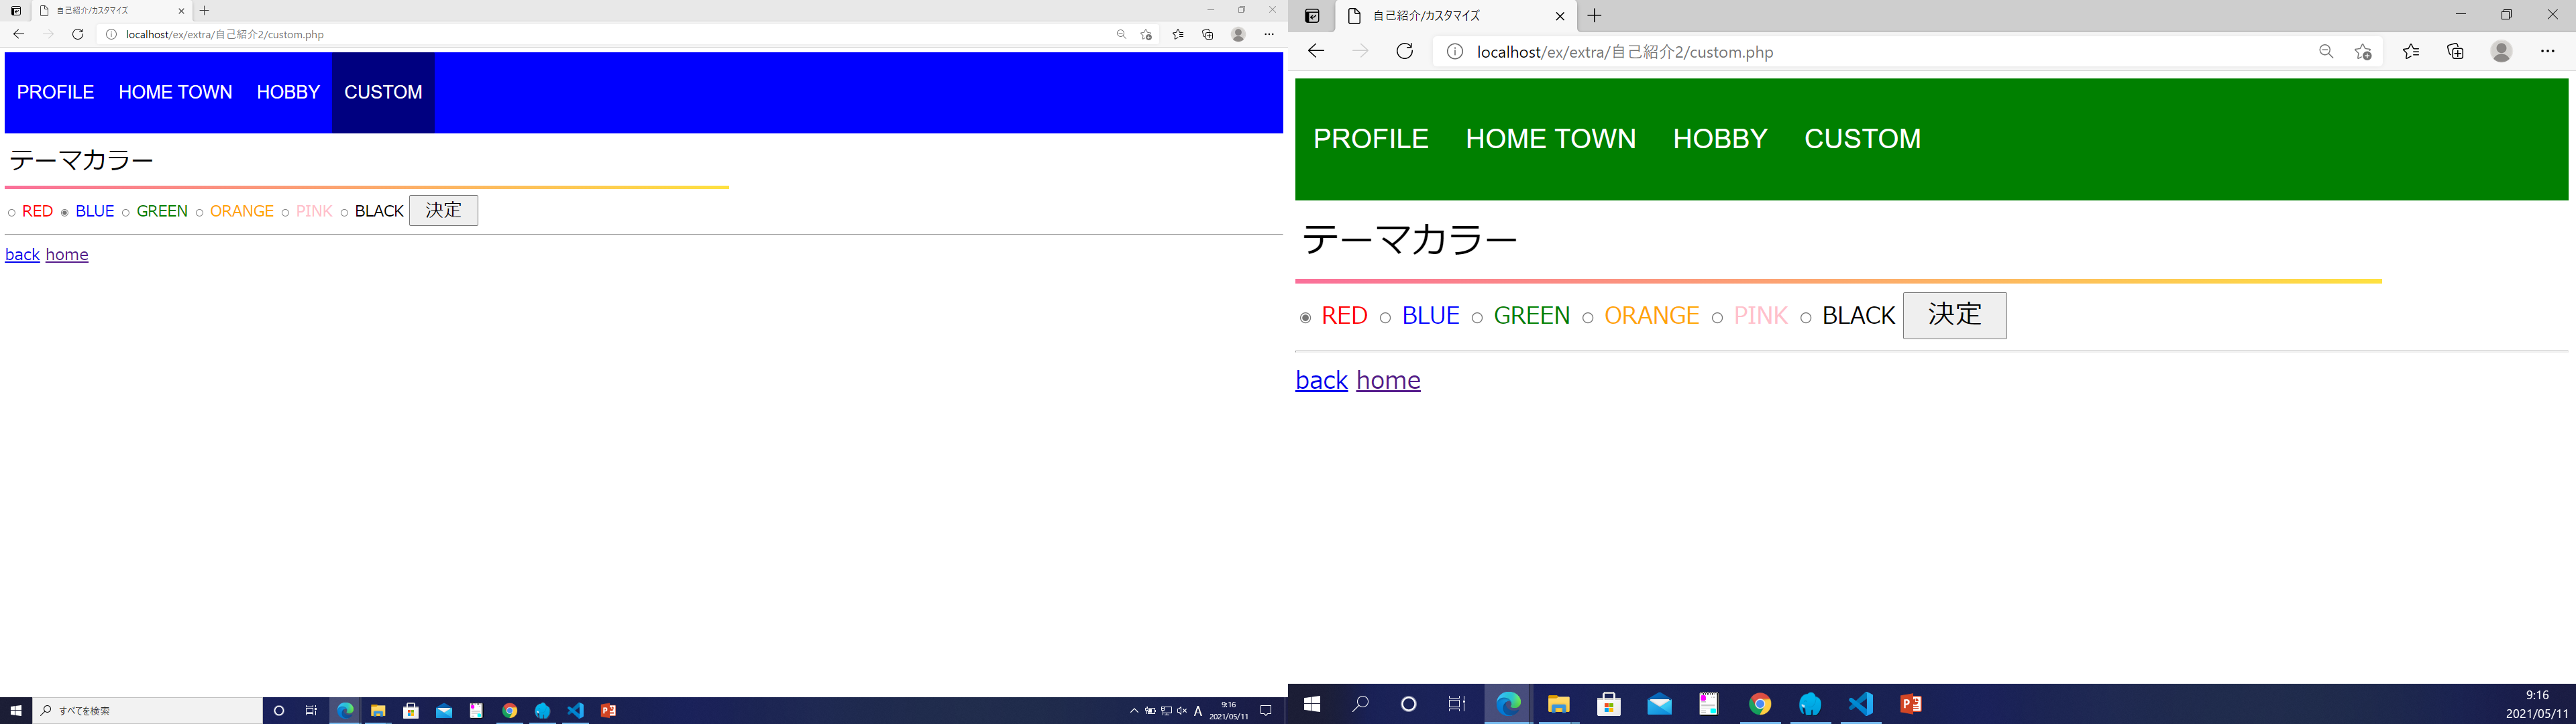 自己紹介/カスタマイズ
localhost/ex/extra/自己紹介2/custom.php
PROFILE HOME TOWN HOBBY CUSTOM
テーマカラー
RED BLUE GREEN ORANGE PINK BLACK 決定
back home
すべてを検索
A 9:16
2021/05/11
自己紹介/カスタマイズ
localhost/ex/extra/自己紹介2/custom.php
PROFILE HOME TOWN HOBBY CUSTOM
テーマカラー
RED BLUE GREEN ORANGE PINK BLACK 決定
back home
9:16
2021/05/11